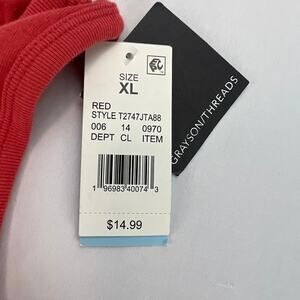 SIZE
XL
RED
STYLE T2747JTA88
006 14 0970
DEPT CL ITEM
1 96983 40074 3
$14.99
GRAYSON/THREADS